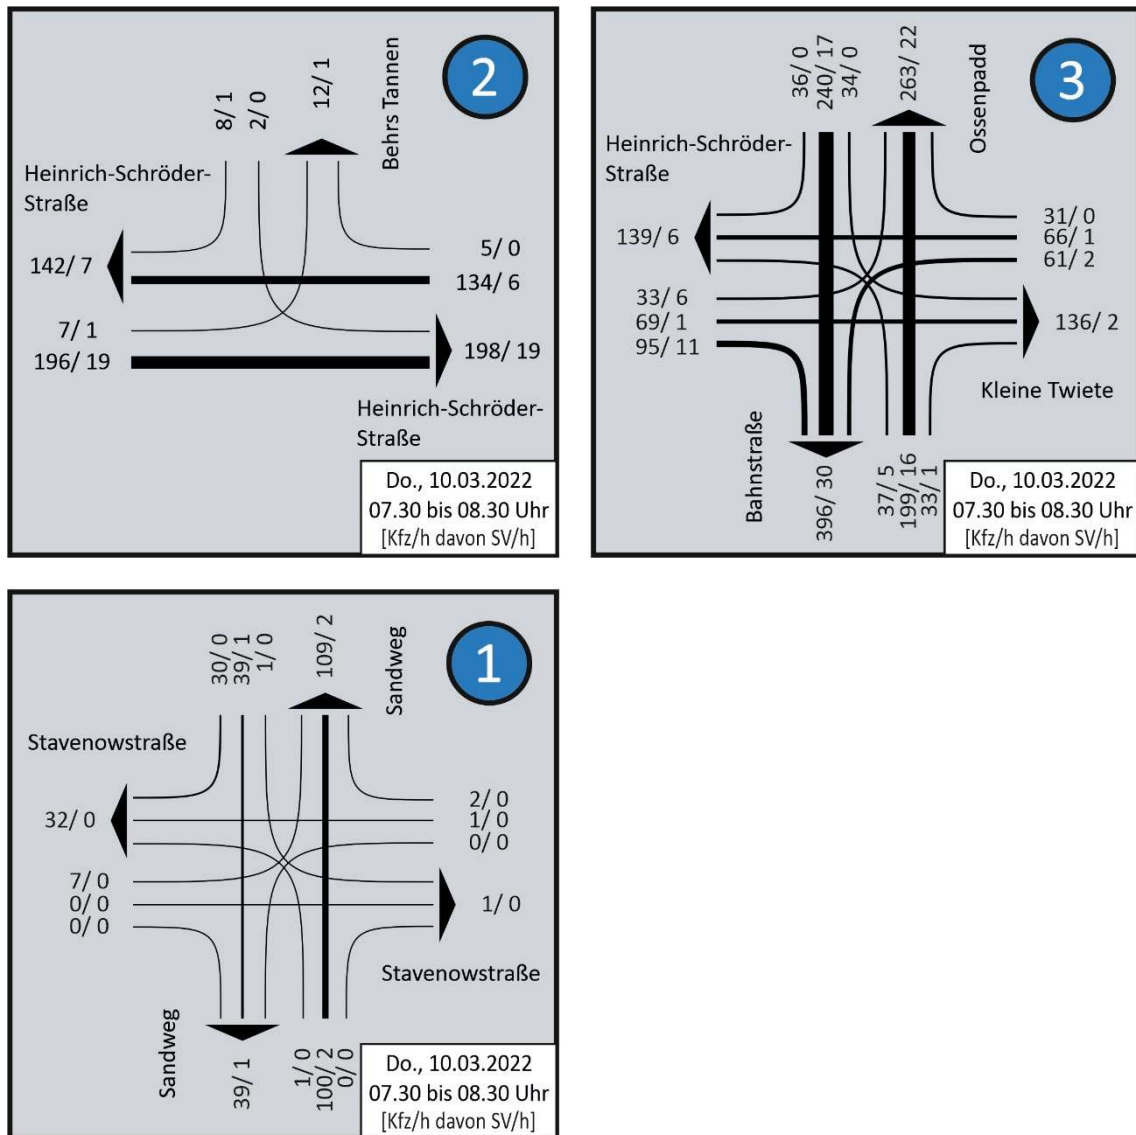 2
8/ 1
2/ 0
12/ 1
Behrs Tannen
Heinrich-Schröder-
Straße
142/ 7
5/ 0
134/ 6
7/ 1
196/ 19
198/ 19
Heinrich-Schröder-
Straße
Do., 10.03.2022
07.30 bis 08.30 Uhr
[Kfz/h davon SV/h]
3
36/ 0
240/ 17
34/ 0
263/ 22
Ossenpadd
Heinrich-Schröder-
Straße
139/ 6
31/ 0
66/ 1
61/ 2
33/ 6
69/ 1
95/ 11
136/ 2
Kleine Twiete
Bahnstraße
396/ 30
37/ 5
199/ 16
33/ 1
Do., 10.03.2022
07.30 bis 08.30 Uhr
[Kfz/h davon SV/h]
1
30/ 0
39/ 1
1/ 0
109/ 2
Sandweg
Stavenowstraße
32/ 0
2/ 0
1/ 0
0/ 0
7/ 0
0/ 0
0/ 0
1/ 0
Stavenowstraße
Sandweg
39/ 1
1/ 0
100/ 2
0/ 0
Do., 10.03.2022
07.30 bis 08.30 Uhr
[Kfz/h davon SV/h]